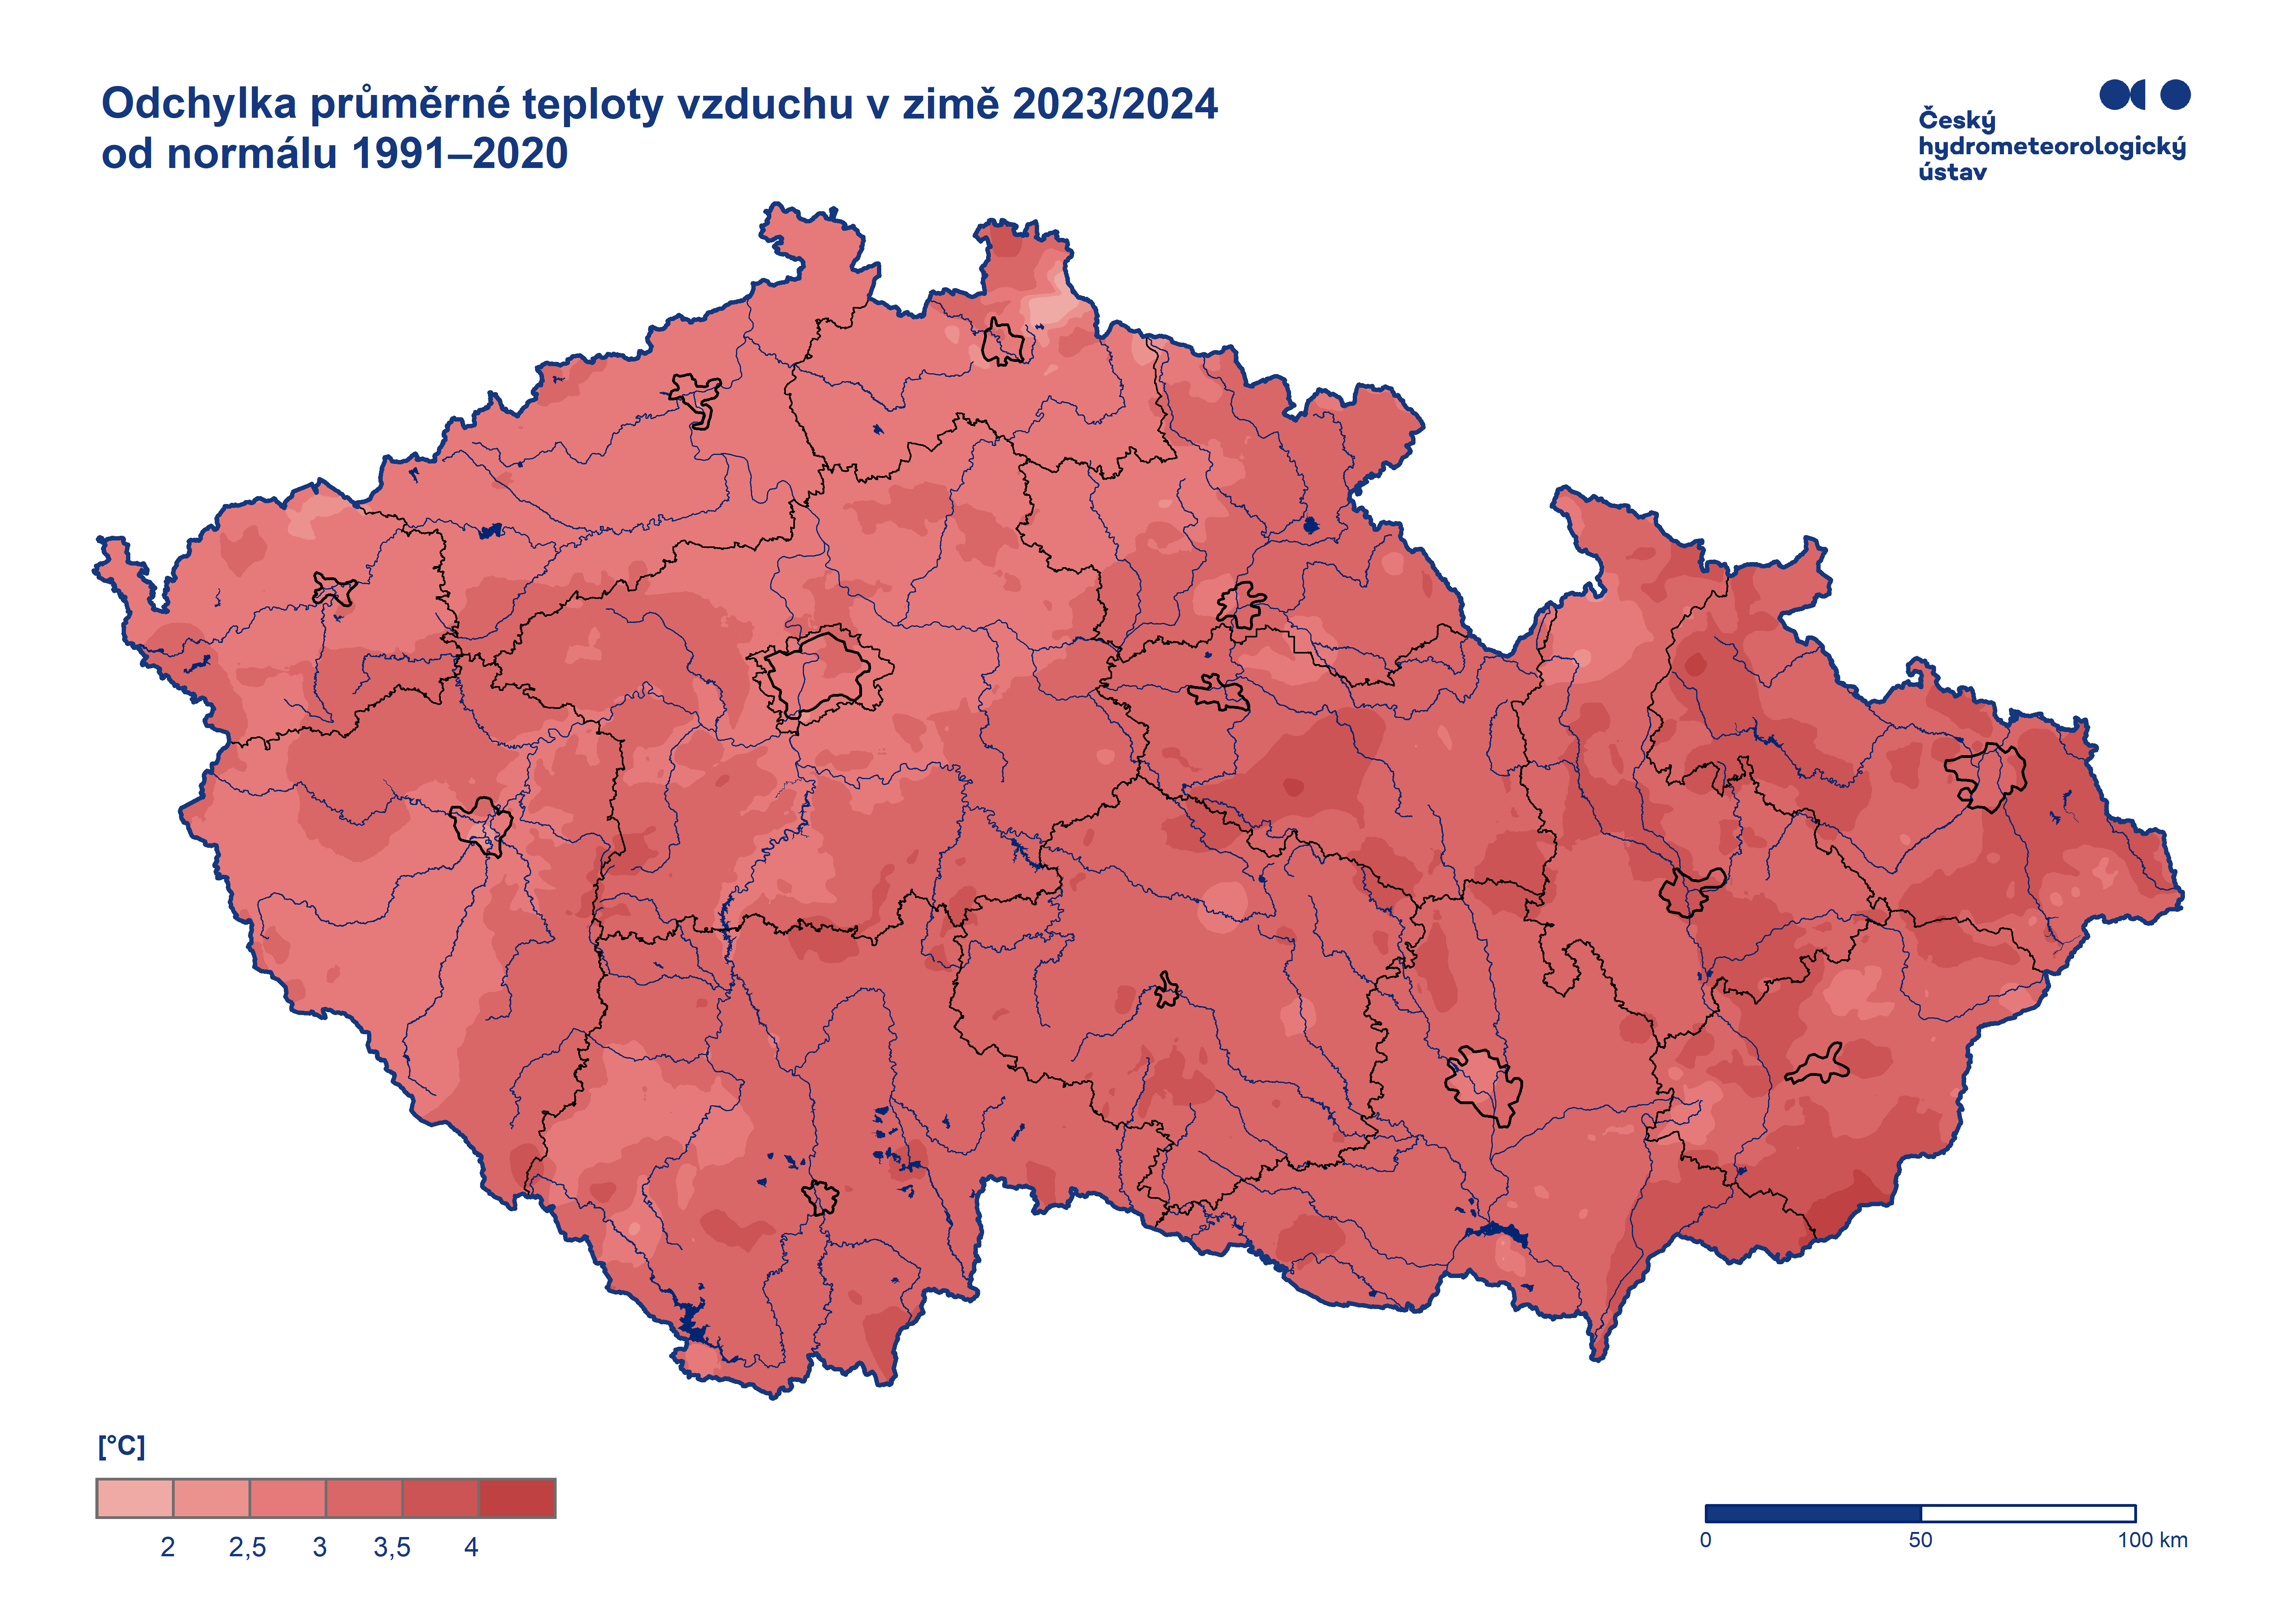 Odchylka průměrné teploty vzduchu v zimě 2023/2024
od normálu 1991–2020
Český
hydrometeorologický
ústav
[°C]
2 2,5 3 3,5 4
0 50 100 km